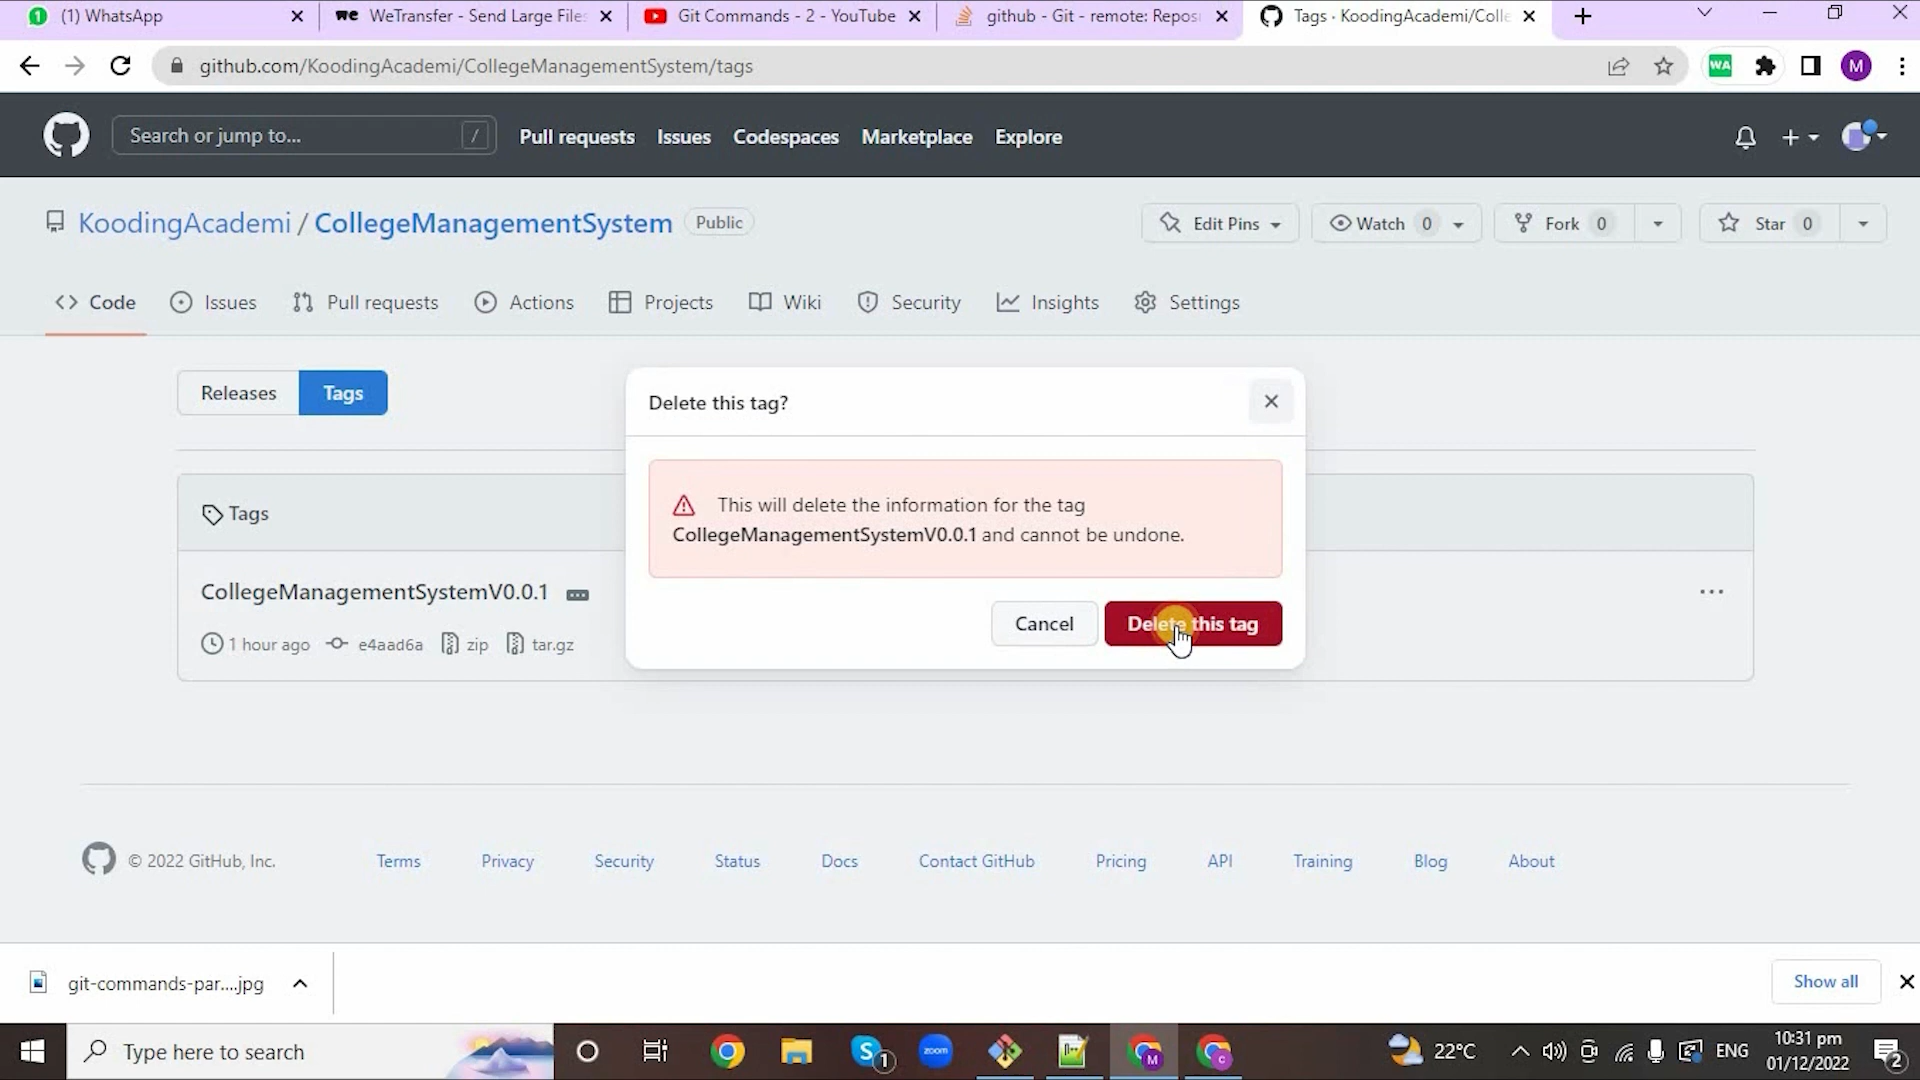 (1) WhatsApp
WeTransfer - Send Large Files
Git Commands - 2 - YouTube
github - Git - remote: Reposi
Tags · KoodingAcademi/Colle
github.com/KoodingAcademi/CollegeManagementSystem/tags
WA
M
Search or jump to... /
Pull requests
Issues
Codespaces
Marketplace
Explore
KoodingAcademi / CollegeManagementSystem
Public
Edit Pins
Watch 0
Fork 0
Star 0
Code
Issues
Pull requests
Actions
Projects
Wiki
Security
Insights
Settings
Releases
Tags
Delete this tag?
This will delete the information for the tag
CollegeManagementSystemV0.0.1 and cannot be undone.
Cancel
Delete this tag
Tags
CollegeManagementSystemV0.0.1
1 hour ago
e4aad6a
zip
tar.gz
© 2022 GitHub, Inc.
Terms
Privacy
Security
Status
Docs
Contact GitHub
Pricing
API
Training
Blog
About
git-commands-par....jpg
Show all
Type here to search
1
zoom
M
C
22°C
ENG
10:31 pm
01/12/2022
2